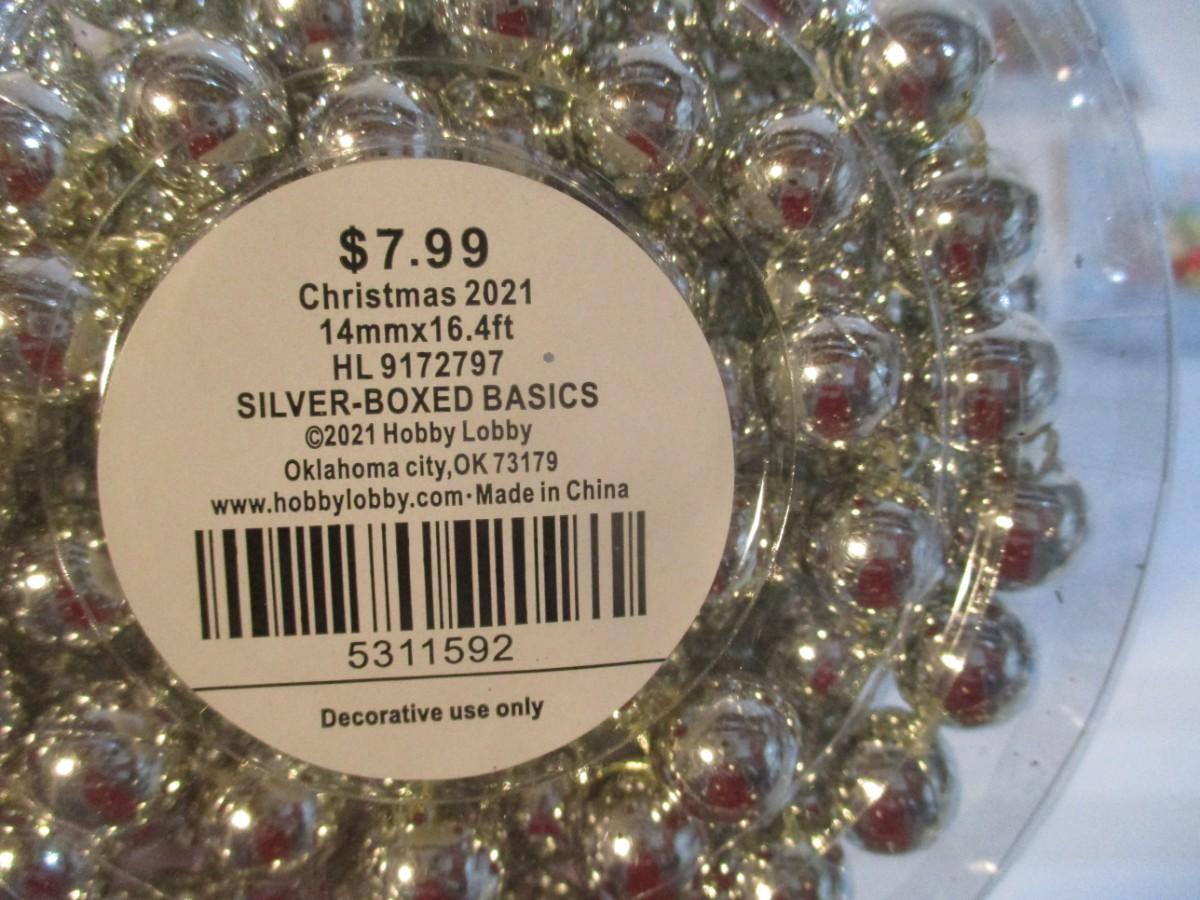 $7.99
Christmas 2021
14mmx16.4ft
HL 9172797
SILVER-BOXED BASICS
©2021 Hobby Lobby
Oklahoma city,OK 73179
www.hobbylobby.com·Made in China
5311592
Decorative use only